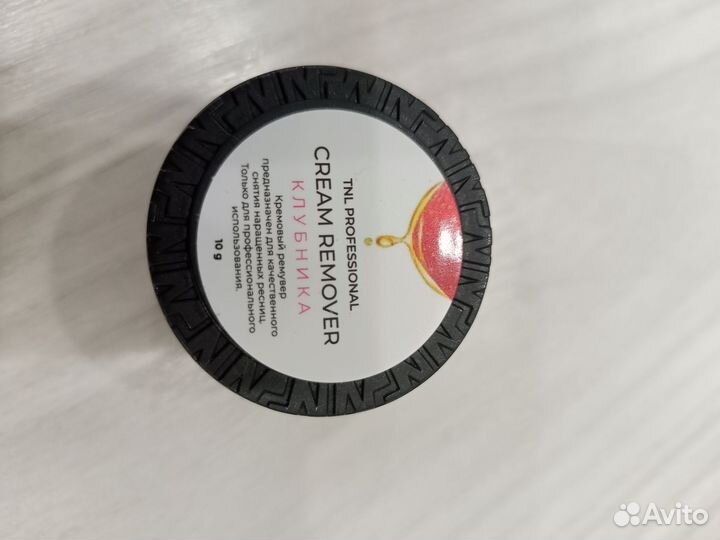 TNL PROFESSIONAL
CREAM REMOVER
КЛУБНИКА
Кремовый ремувер
предназначен для качественного
снятия наращенных ресниц.
Только для профессионального
использования.
10 g
Avito